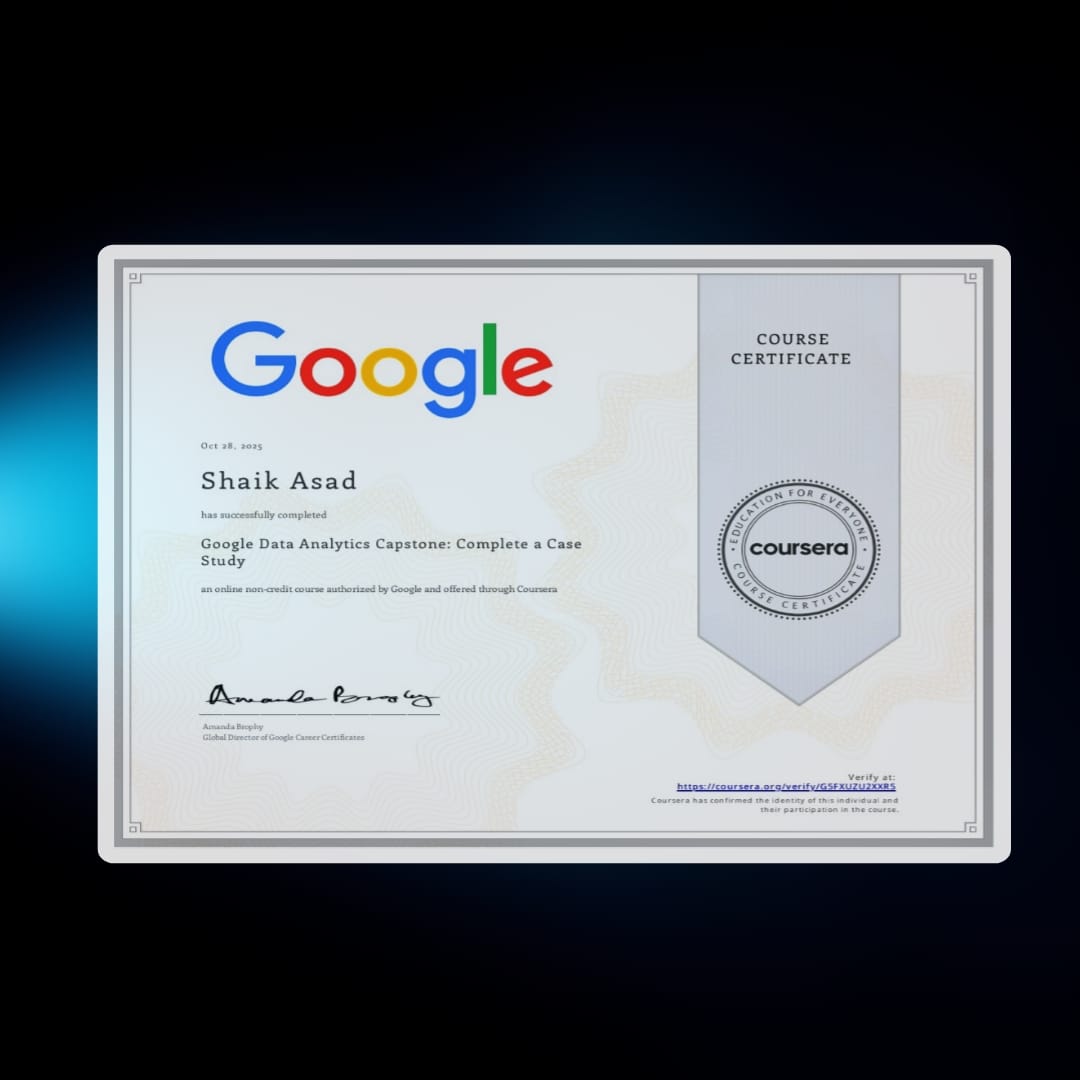 Google
Oct 28, 2025
Shaik Asad
has successfully completed
Google Data Analytics Capstone: Complete a Case
Study
an online non-credit course authorized by Google and offered through Coursera
Amanda Brophy
Amanda Brophy
Global Director of Google Career Certificates
COURSE
CERTIFICATE
EDUCATION FOR EVERYONE
coursera
COURSE CERTIFICATE
Verify at:
https://coursera.org/verify/G5FXUZU2XXR5
Coursera has confirmed the identity of this individual and
their participation in the course.